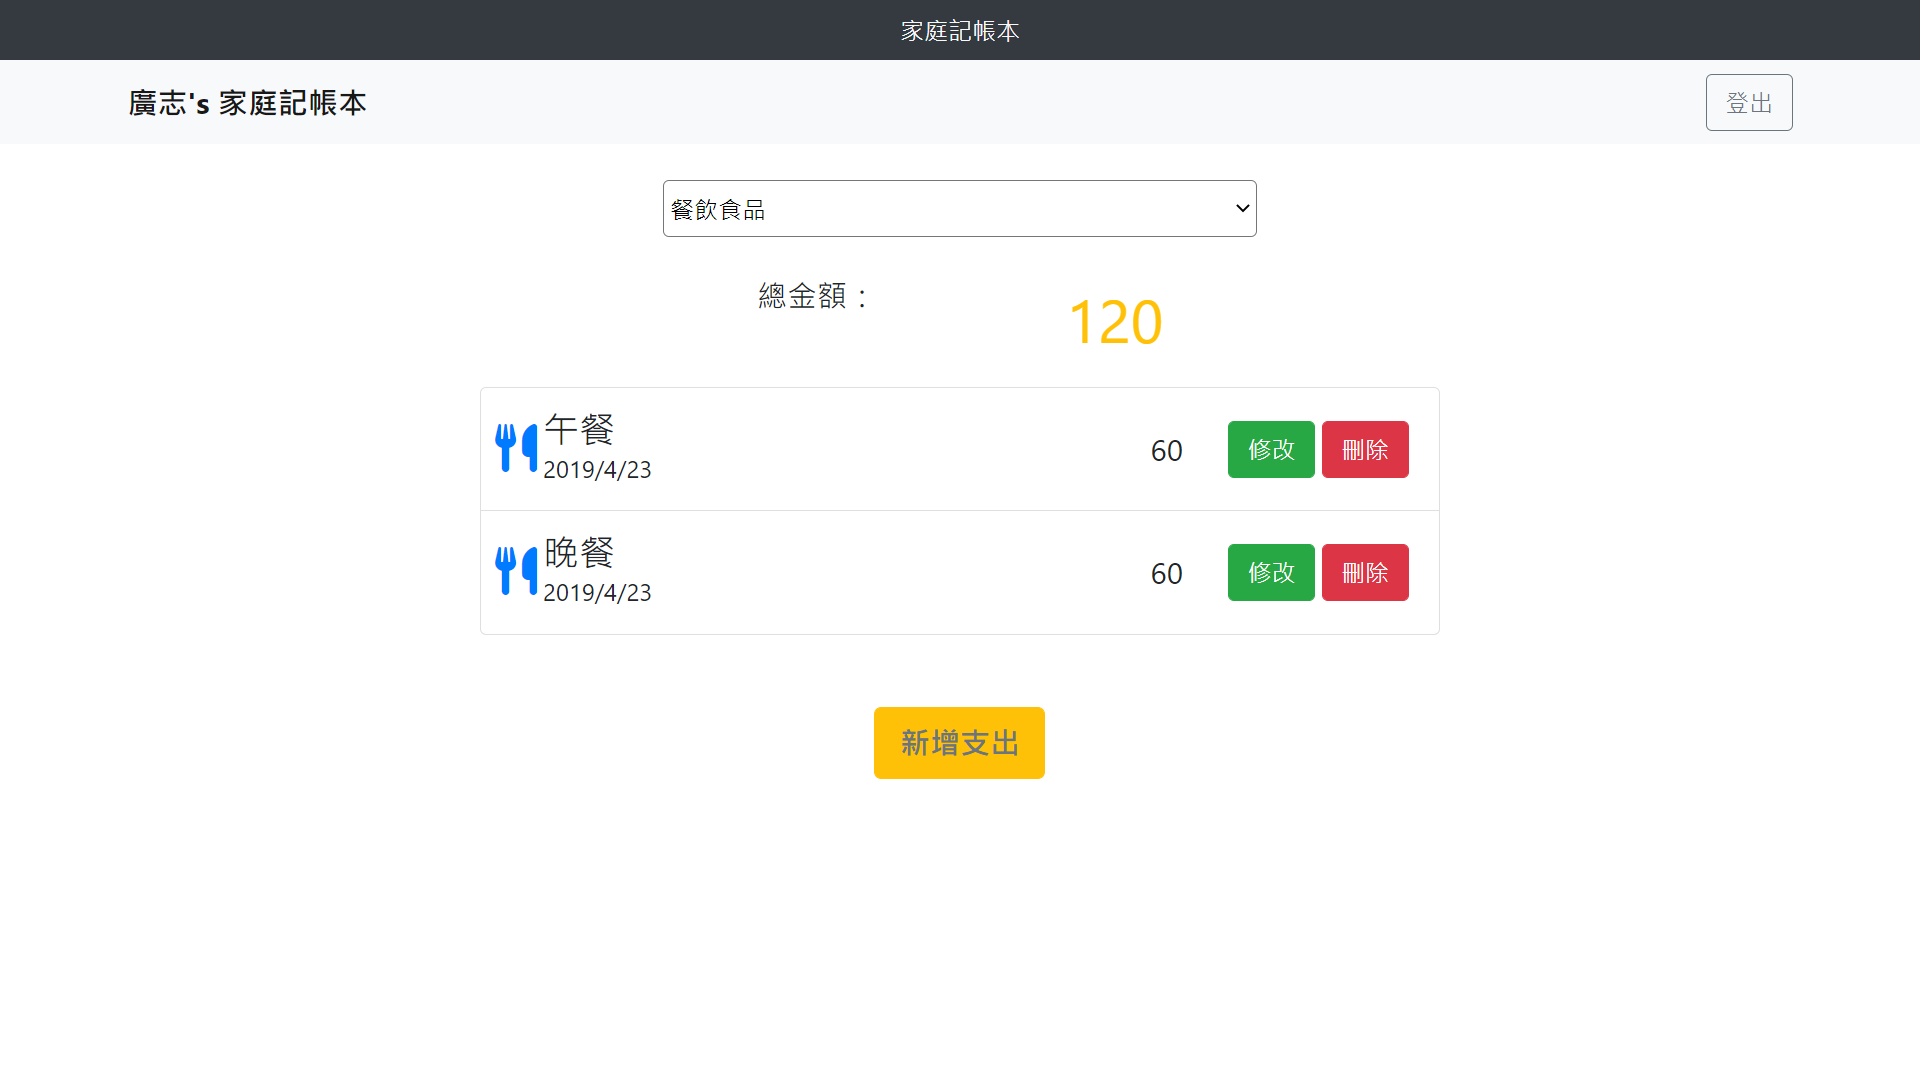 家庭記帳本
廣志's 家庭記帳本
登出
餐飲食品
總金額：
120
午餐
2019/4/23
60
修改
刪除
晚餐
2019/4/23
60
修改
刪除
新增支出